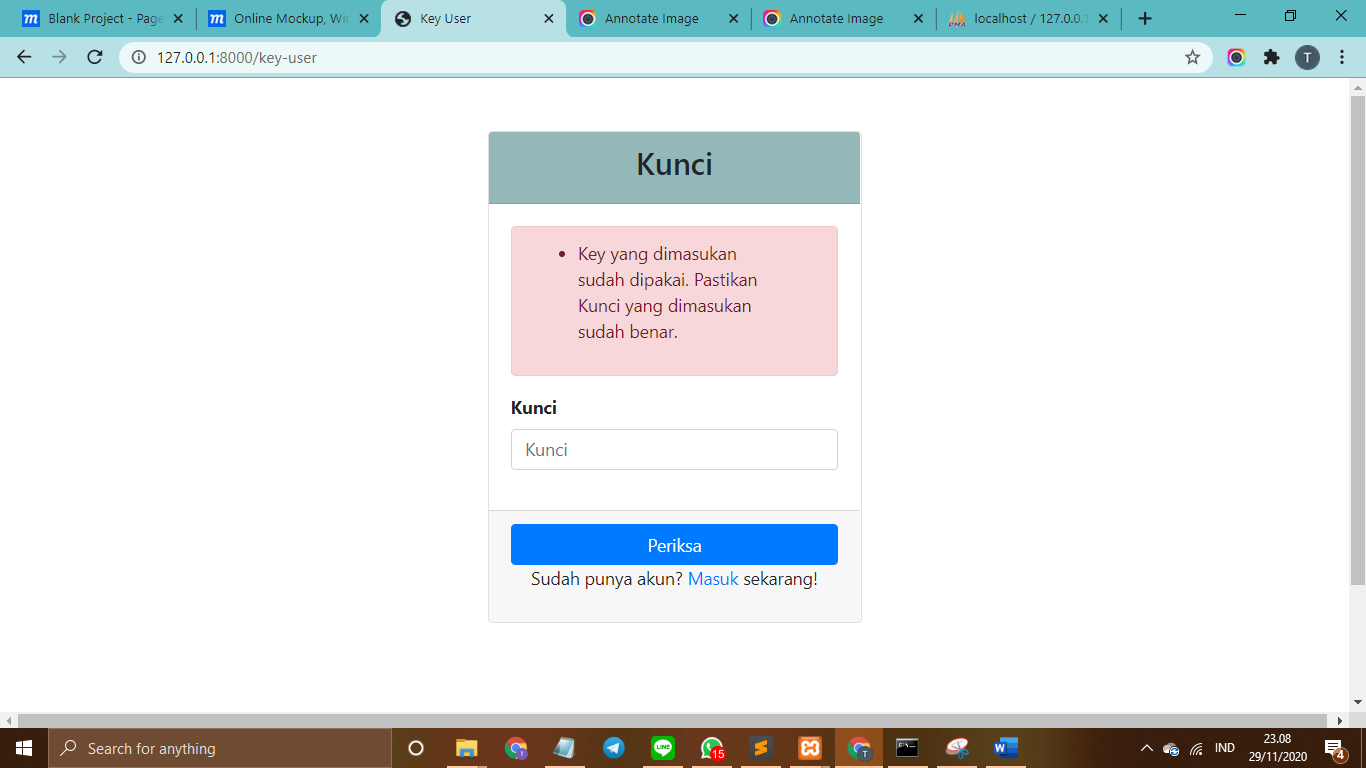 Blank Project - Page
Online Mockup, Wi
Key User
Annotate Image
Annotate Image
localhost / 127.0.0.1
127.0.0.1:8000/key-user
T
Kunci
Key yang dimasukan
sudah dipakai. Pastikan
Kunci yang dimasukan
sudah benar.
Kunci
Kunci
Periksa
Sudah punya akun? Masuk sekarang!
Search for anything
15
IND
23.08
29/11/2020
4